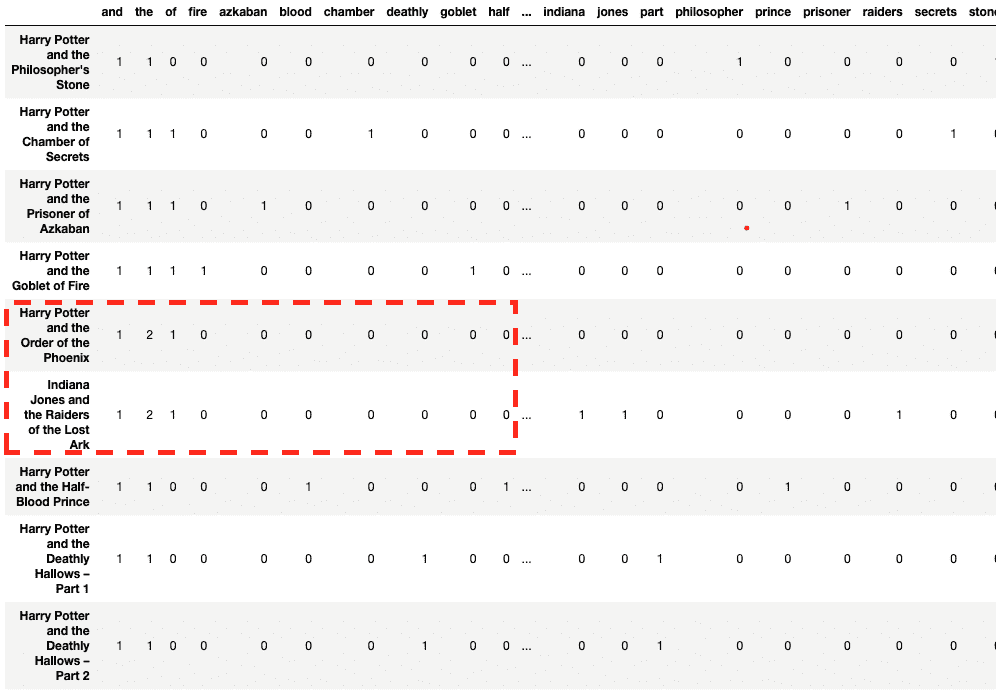 and the of fire azkaban blood chamber deathly goblet half ... indiana jones part philosopher prince prisoner raiders secrets stone
Harry Potter
and the
Philosopher's
Stone
1 1 0 0 0 0 0 0 0 0 ... 0 0 0 1 0 0 0 0
Harry Potter
and the
Chamber of
Secrets
1 1 1 0 0 0 1 0 0 0 ... 0 0 0 0 0 0 0 1
Harry Potter
and the
Prisoner of
Azkaban
1 1 1 0 1 0 0 0 0 0 ... 0 0 0 0 0 1 0 0
Harry Potter
and the
Goblet of Fire
1 1 1 1 0 0 0 0 1 0 ... 0 0 0 0 0 0 0 0
Harry Potter
and the
Order of the
Phoenix
1 2 1 0 0 0 0 0 0 0 ... 0 0 0 0 0 0 0 0
Indiana
Jones and
the Raiders
of the Lost
Ark
1 2 1 0 0 0 0 0 0 0 ... 1 1 0 0 0 0 1 0
Harry Potter
and the Half-
Blood Prince
1 1 0 0 0 1 0 0 0 1 ... 0 0 0 0 1 0 0 0
Harry Potter
and the
Deathly
Hallows –
Part 1
1 1 0 0 0 0 0 1 0 0 ... 0 0 1 0 0 0 0 0
Harry Potter
and the
Deathly
Hallows –
Part 2
1 1 0 0 0 0 0 1 0 0 ... 0 0 1 0 0 0 0 0